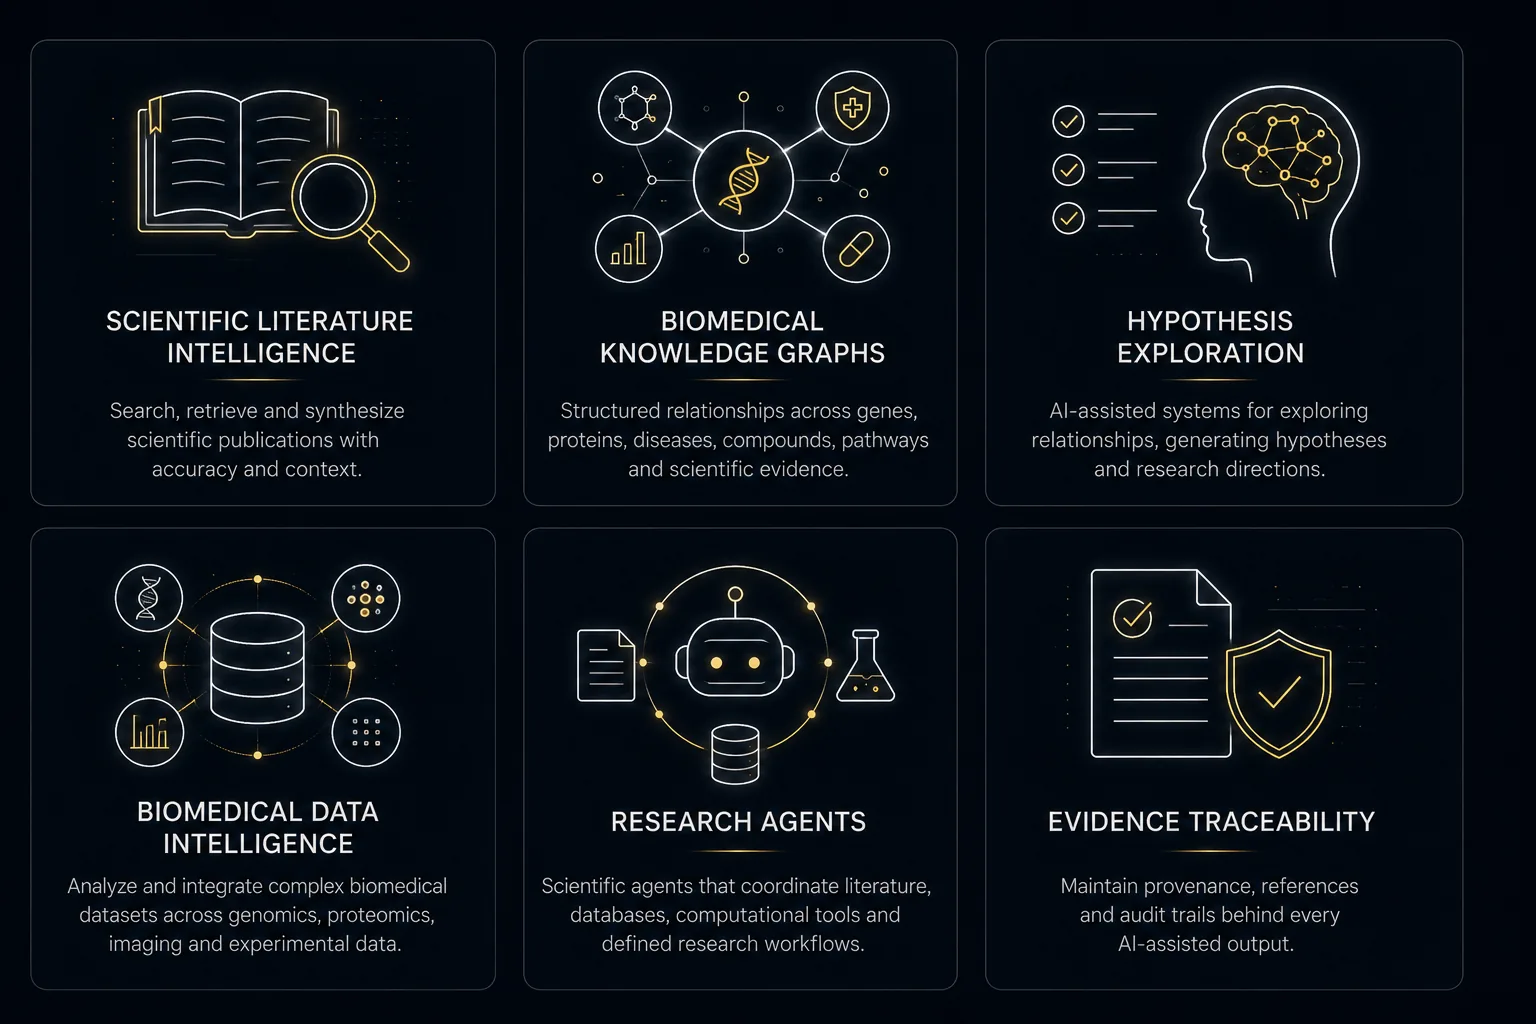 SCIENTIFIC LITERATURE
INTELLIGENCE
Search, retrieve and synthesize
scientific publications with
accuracy and context.
BIOMEDICAL
KNOWLEDGE GRAPHS
Structured relationships across genes,
proteins, diseases, compounds, pathways
and scientific evidence.
HYPOTHESIS
EXPLORATION
AI-assisted systems for exploring
relationships, generating hypotheses
and research directions.
BIOMEDICAL DATA
INTELLIGENCE
Analyze and integrate complex biomedical
datasets across genomics, proteomics,
imaging and experimental data.
RESEARCH AGENTS
Scientific agents that coordinate literature,
databases, computational tools and
defined research workflows.
EVIDENCE TRACEABILITY
Maintain provenance, references
and audit trails behind every
AI-assisted output.